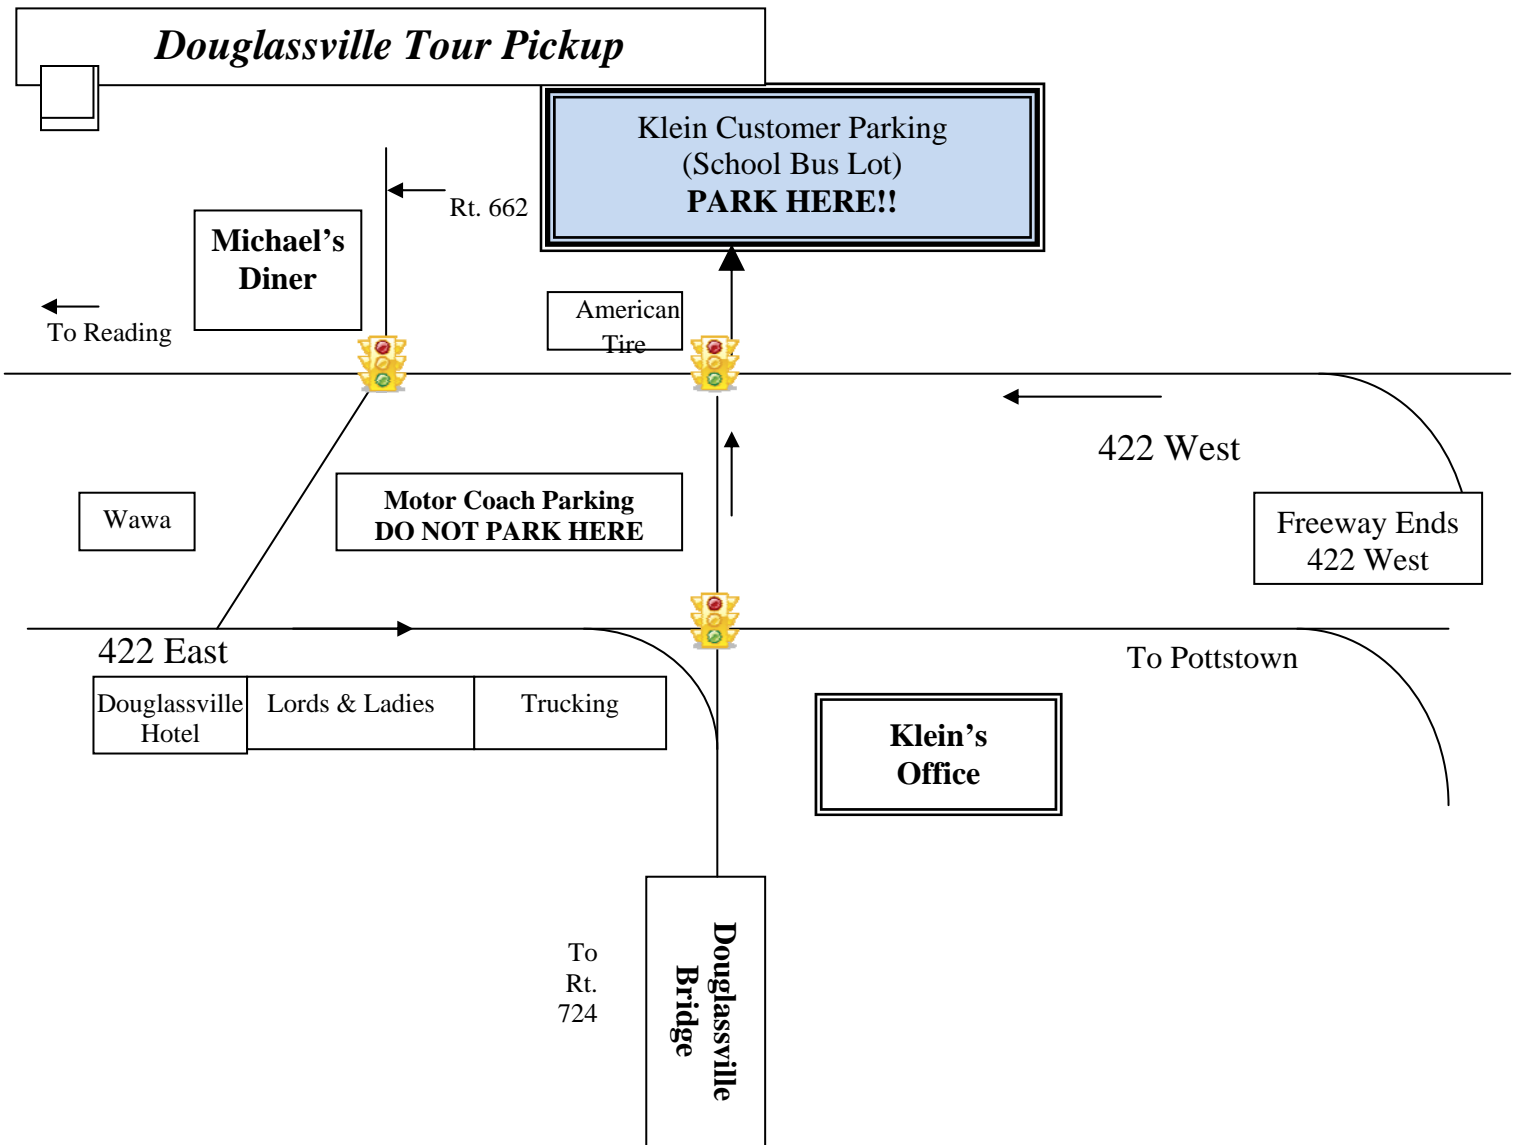 Douglassville Tour Pickup
Klein Customer Parking
(School Bus Lot)
PARK HERE!!
Rt. 662
Michael’s
Diner
To Reading
American
Tire
422 West
Wawa
Motor Coach Parking
DO NOT PARK HERE
Freeway Ends
422 West
422 East
To Pottstown
Douglassville
Hotel
Lords & Ladies
Trucking
Klein’s
Office
To
Rt.
724
Douglassville
Bridge